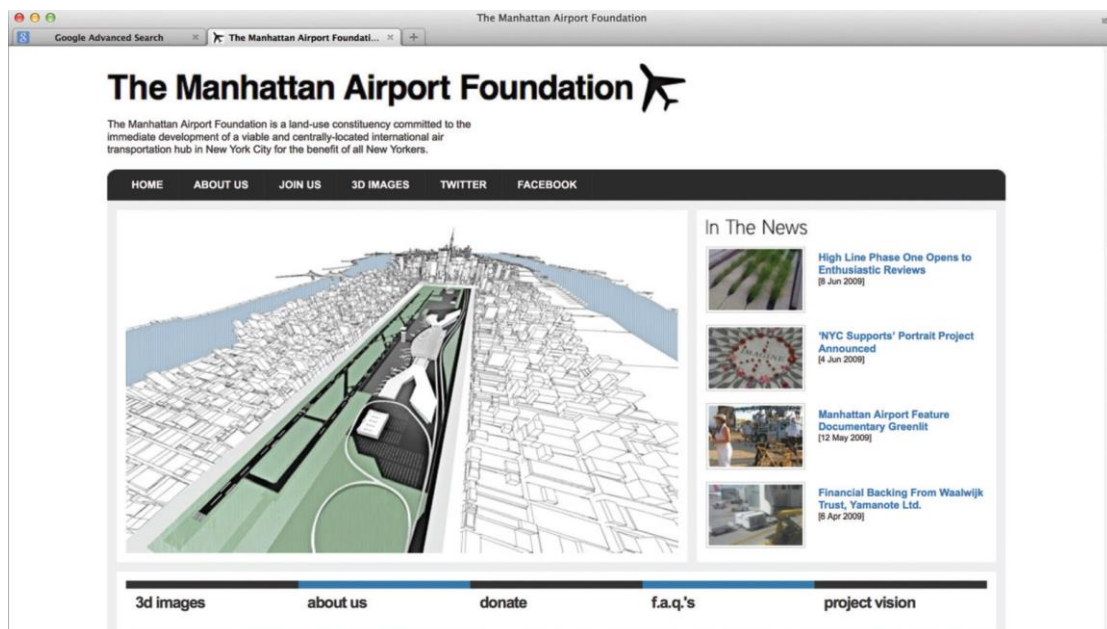 The Manhattan Airport Foundation
Google Advanced Search
The Manhattan Airport Foundati...
The Manhattan Airport Foundation
The Manhattan Airport Foundation is a land-use constituency committed to the
immediate development of a viable and centrally-located international air
transportation hub in New York City for the benefit of all New Yorkers.
HOME ABOUT US JOIN US 3D IMAGES TWITTER FACEBOOK
In The News
High Line Phase One Opens to
Enthusiastic Reviews
[8 Jun 2009]
'NYC Supports' Portrait Project
Announced
[4 Jun 2009]
IMAGINE
Manhattan Airport Feature
Documentary Greenlit
[12 May 2009]
Financial Backing From Waalwijk
Trust, Yamanote Ltd.
[6 Apr 2009]
3d images about us donate f.a.q.'s project vision